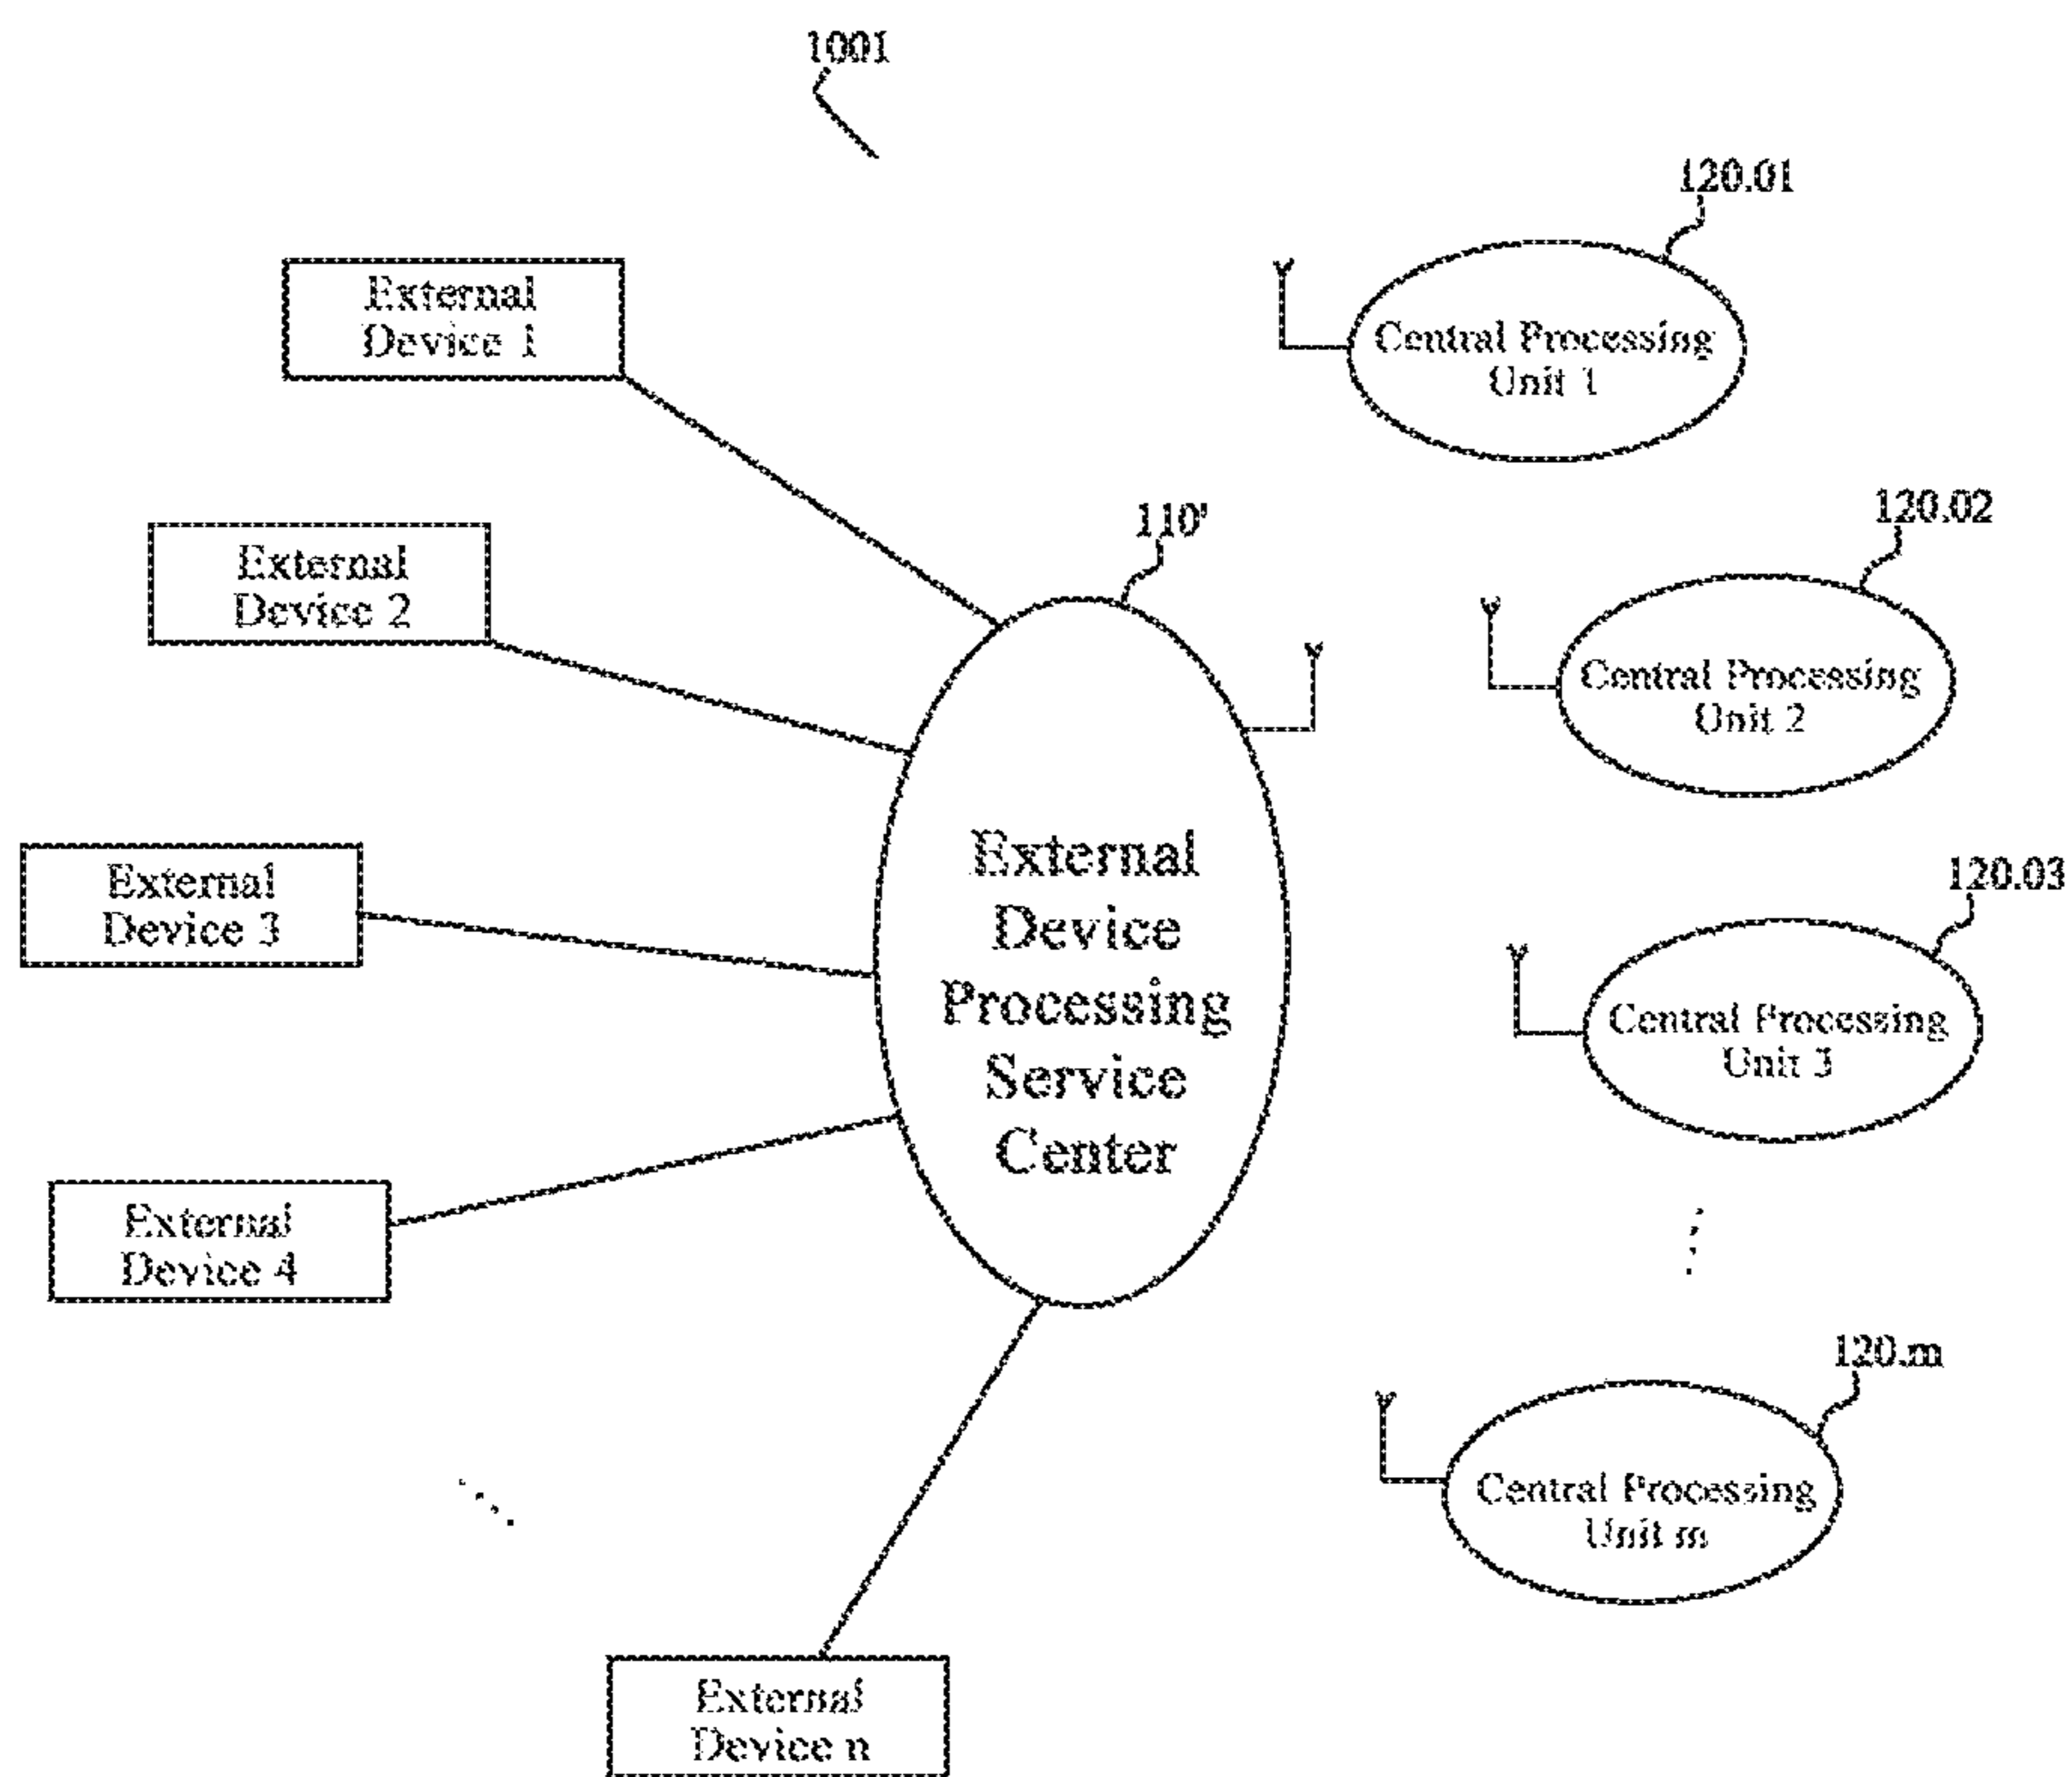 1001
120.01
External
Device 1
Central Processing
Unit 1
110'
120.02
External
Device 2
Central Processing
Unit 2
External
Device
Processing
Service
Center
120.03
External
Device 3
Central Processing
Unit 3
External
Device 4
120.m
Central Processing
Unit m
External
Device n